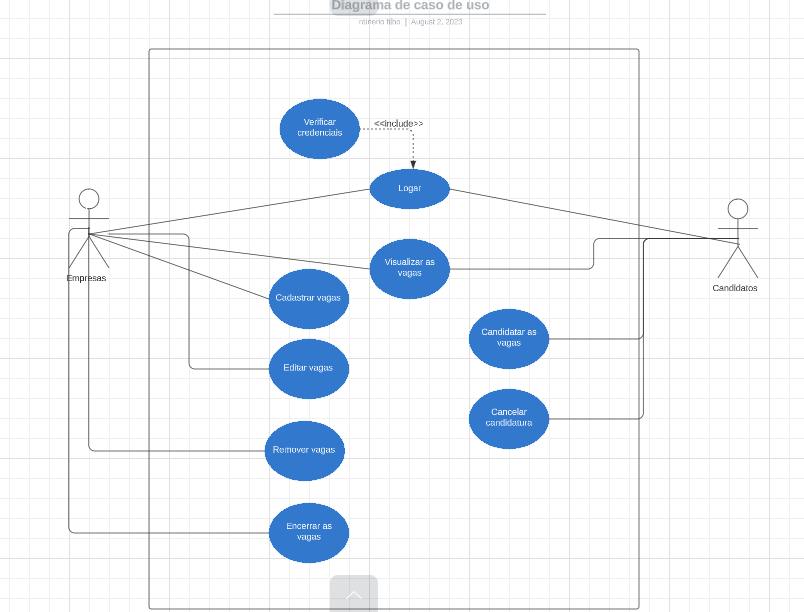 Diagrama de caso de uso
rainerio filho | August 2, 2023
Verificar
credenciais
<<include>>
Logar
Empresas
Candidatos
Visualizar as
vagas
Cadastrar vagas
Candidatar as
vagas
Editar vagas
Cancelar
candidatura
Remover vagas
Encerrar as
vagas